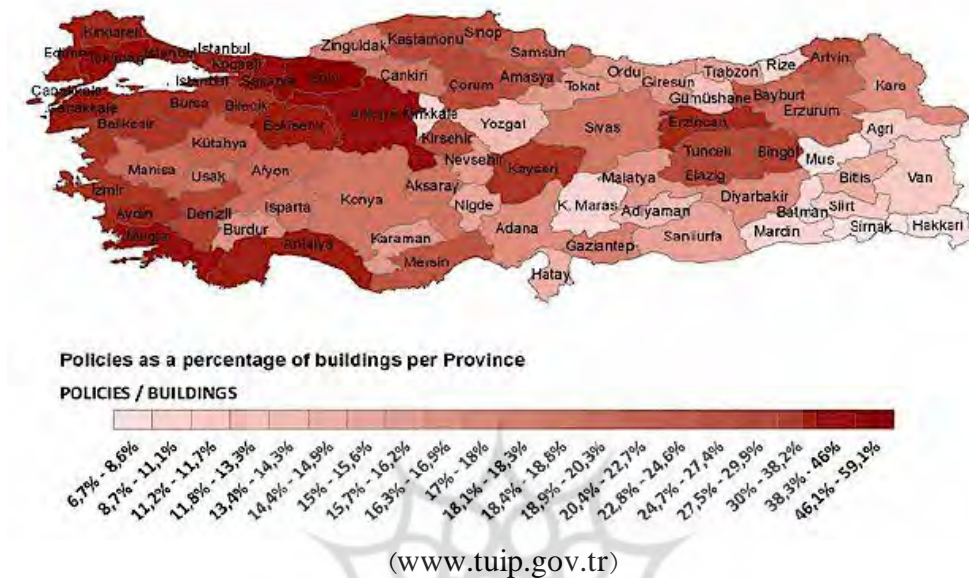 Kırklareli
Sinop
Kastamonu
Istanbul
Zinguldak
Samsun
Artvin
Edirne
Tekirdag
Istanbul
Kocaeli
Ordu
Trabzon
Rize
Istanbul
Sakarya
Bolu
Çankiri
Çorum
Amasya
Tokat
Giresun
Kars
Çanakkale
Çanakkale
Bursa
Bilecik
Ankara
Kirikkale
Gümüshane
Bayburt
Erzurum
Agri
Balikesir
Eskisehir
Kirsehir
Yozgat
Sivas
Erzincan
Kütahya
Tunceli
Bingöl
Mus
Manisa
Usak
Afyon
Nevsehir
Kayseri
Malatya
Elazig
Bitlis
Van
Izmir
Konya
Aksaray
Diyarbakir
Aydin
Denizli
Isparta
Nigde
K. Maras
Adiyaman
Batman
Siirt
Mugla
Burdur
Adana
Sanliurfa
Mardin
Sirnak
Hakkari
Antalya
Karaman
Mersin
Gaziantep
Hatay
Policies as a percentage of buildings per Province
POLICIES / BUILDINGS
6,7% - 8,6%
8,7% - 11,1%
11,2% - 11,7%
11,8% - 13,3%
13,4% - 14,3%
14,4% - 14,9%
15% - 15,6%
15,7% - 16,2%
16,3% - 16,9%
17% - 18%
18,1% - 18,3%
18,4% - 18,8%
18,9% - 20,3%
20,4% - 22,7%
22,8% - 24,6%
24,7% - 27,4%
27,5% - 29,9%
30% - 38,2%
38,3% - 46%
46,1% - 59,1%
(www.tuip.gov.tr)